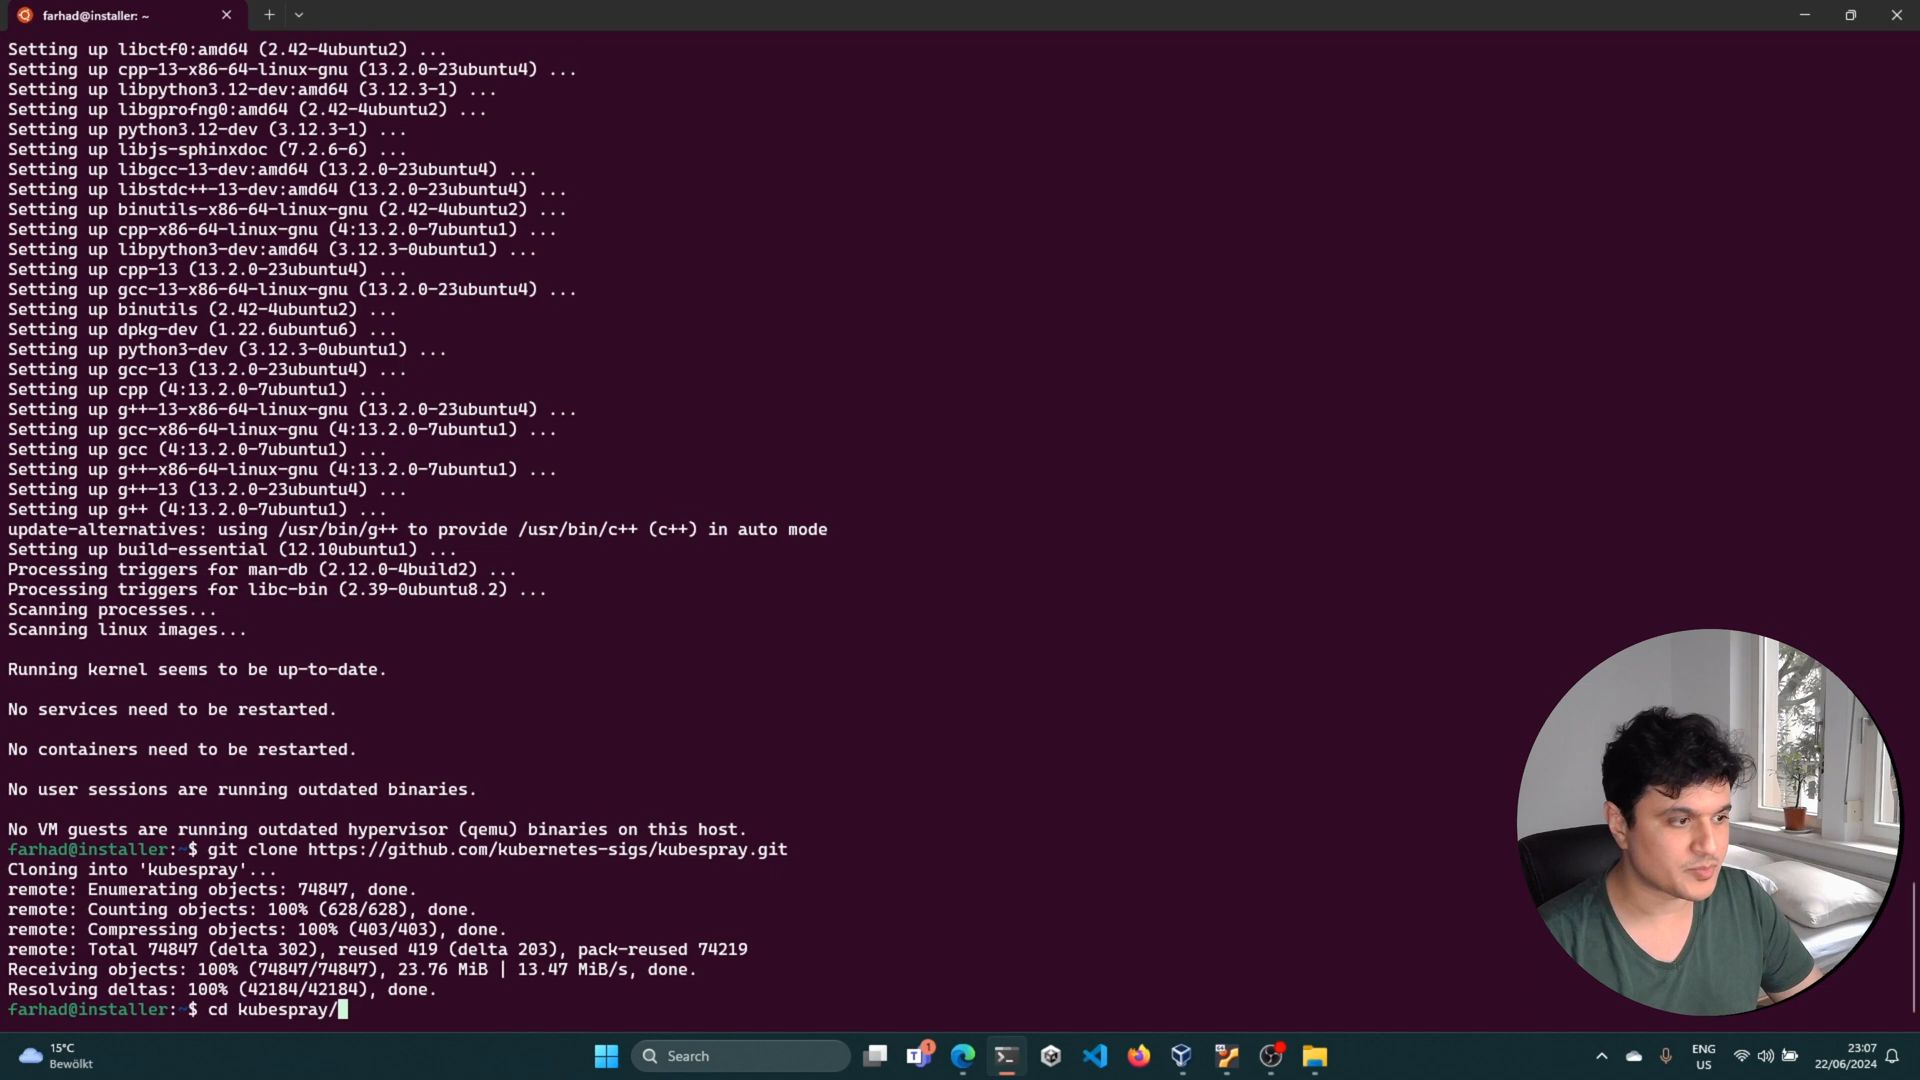 farhad@installer: ~
Setting up libctf0:amd64 (2.42-4ubuntu2) ...
Setting up cpp-13-x86-64-linux-gnu (13.2.0-23ubuntu4) ...
Setting up libpython3.12-dev:amd64 (3.12.3-1) ...
Setting up libgprofng0:amd64 (2.42-4ubuntu2) ...
Setting up python3.12-dev (3.12.3-1) ...
Setting up libjs-sphinxdoc (7.2.6-6) ...
Setting up libgcc-13-dev:amd64 (13.2.0-23ubuntu4) ...
Setting up libstdc++-13-dev:amd64 (13.2.0-23ubuntu4) ...
Setting up binutils-x86-64-linux-gnu (2.42-4ubuntu2) ...
Setting up cpp-x86-64-linux-gnu (4:13.2.0-7ubuntu1) ...
Setting up libpython3-dev:amd64 (3.12.3-0ubuntu1) ...
Setting up cpp-13 (13.2.0-23ubuntu4) ...
Setting up gcc-13-x86-64-linux-gnu (13.2.0-23ubuntu4) ...
Setting up binutils (2.42-4ubuntu2) ...
Setting up dpkg-dev (1.22.6ubuntu6) ...
Setting up python3-dev (3.12.3-0ubuntu1) ...
Setting up gcc-13 (13.2.0-23ubuntu4) ...
Setting up cpp (4:13.2.0-7ubuntu1) ...
Setting up g++-13-x86-64-linux-gnu (13.2.0-23ubuntu4) ...
Setting up gcc-x86-64-linux-gnu (4:13.2.0-7ubuntu1) ...
Setting up gcc (4:13.2.0-7ubuntu1) ...
Setting up g++-x86-64-linux-gnu (4:13.2.0-7ubuntu1) ...
Setting up g++-13 (13.2.0-23ubuntu4) ...
Setting up g++ (4:13.2.0-7ubuntu1) ...
update-alternatives: using /usr/bin/g++ to provide /usr/bin/c++ (c++) in auto mode
Setting up build-essential (12.10ubuntu1) ...
Processing triggers for man-db (2.12.0-4build2) ...
Processing triggers for libc-bin (2.39-0ubuntu8.2) ...
Scanning processes...
Scanning linux images...
Running kernel seems to be up-to-date.
No services need to be restarted.
No containers need to be restarted.
No user sessions are running outdated binaries.
No VM guests are running outdated hypervisor (qemu) binaries on this host.
farhad@installer:~$ git clone https://github.com/kubernetes-sigs/kubespray.git
Cloning into 'kubespray'...
remote: Enumerating objects: 74847, done.
remote: Counting objects: 100% (628/628), done.
remote: Compressing objects: 100% (403/403), done.
remote: Total 74847 (delta 302), reused 419 (delta 203), pack-reused 74219
Receiving objects: 100% (74847/74847), 23.76 MiB | 13.47 MiB/s, done.
Resolving deltas: 100% (42184/42184), done.
farhad@installer:~$ cd kubespray/
15°C
Bewölkt
Search
1
ENG
US
23:07
22/06/2024